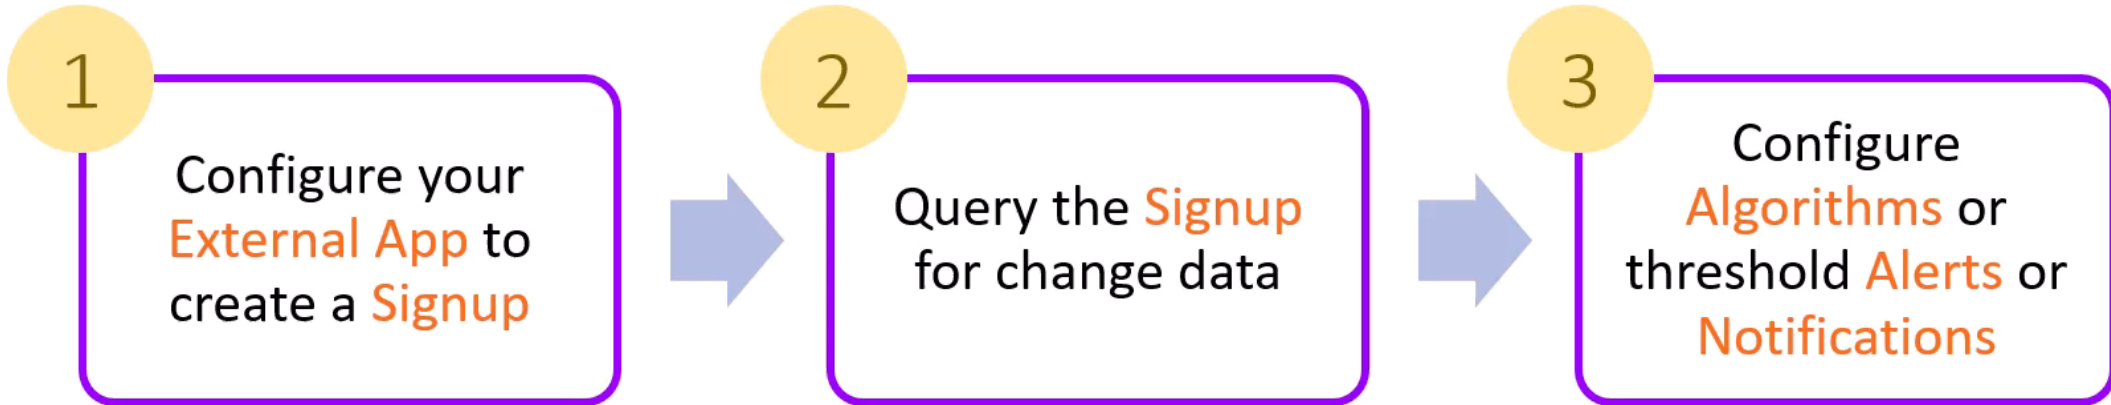 1
Configure your
External App to
create a Signup
2
Query the Signup
for change data
3
Configure
Algorithms or
threshold Alerts or
Notifications